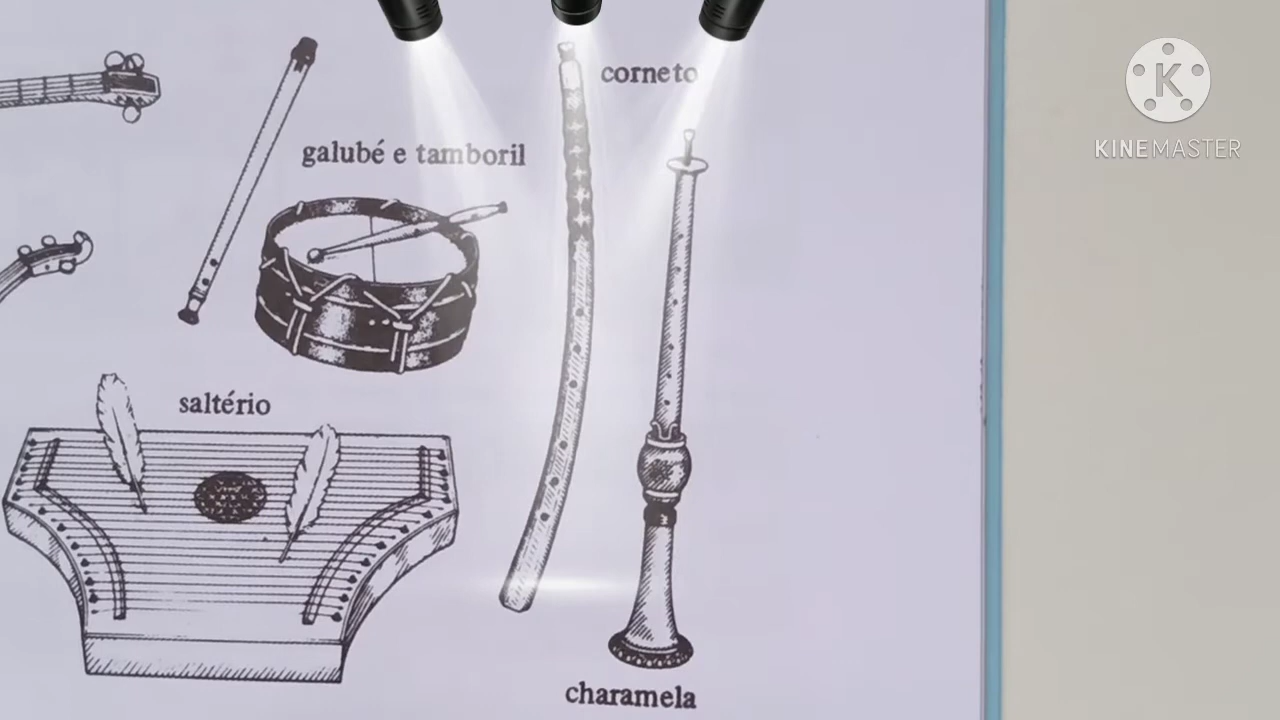 corneto
galubé e tamboril
saltério
charamela
K
KINEMASTER